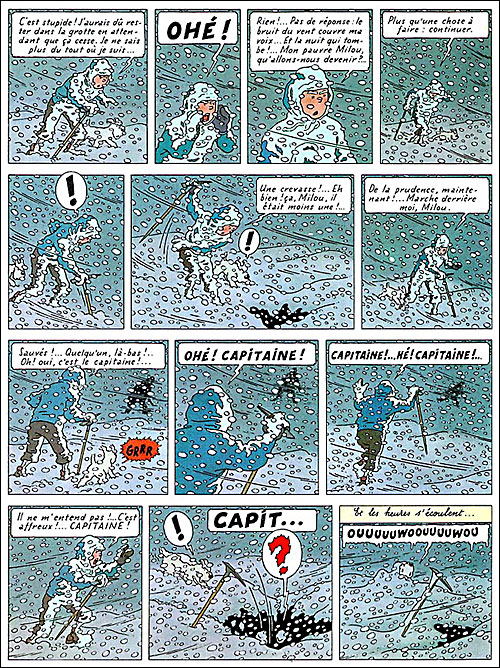 C'est stupide! J'aurais dû res-
ter dans la grotte en atten-
dant que ça cesse. Je ne sais
plus du tout où je suis...
OHÉ!
Rien!... Pas de réponse: le
bruit du vent couvre ma
voix... Et la nuit qui tom-
be!... Mon pauvre Milou,
qu'allons-nous devenir?...
Plus qu'une chose à
faire: continuer.
!
Une crevasse!... Eh
bien! ça, Milou, il
était moins une!...
!
De la prudence, mainte-
nant!... Marche derrière
moi, Milou.
Sauvés!... Quelqu'un, là-bas!...
Oh! oui, c'est le capitaine!...
GRRR
OHÉ! CAPITAINE!
CAPITAINE!...HÉ! CAPITAINE!...
Il ne m'entend pas!...C'est
affreux!... CAPITAINE!
!
CAPIT...
?
Et les heures s'écoulent...
OUUUUUWOOUUUUUWOU